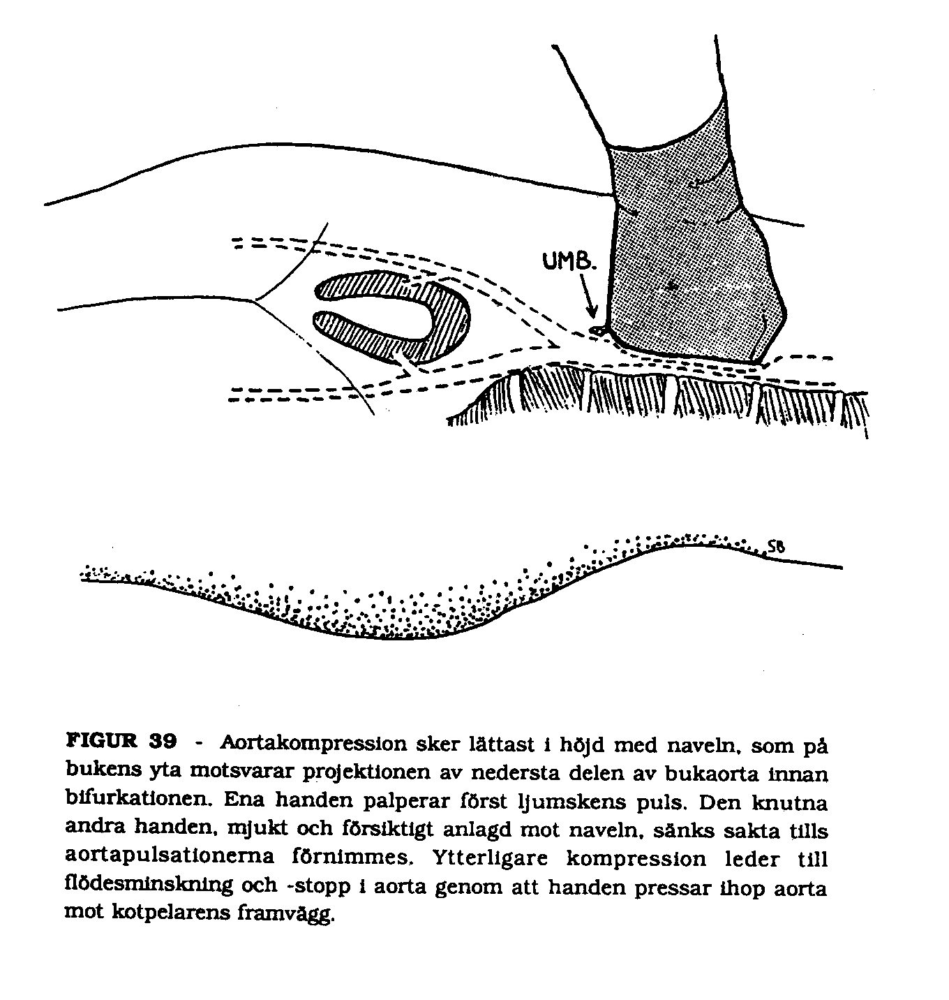 UMB.
SB
FIGUR 39 - Aortakompression sker lättast i höjd med naveln, som på
bukens yta motsvarar projektionen av nedersta delen av bukaorta innan
bifurkationen. Ena handen palperar först ljumskens puls. Den knutna
andra handen, mjukt och försiktigt anlagd mot naveln, sänks sakta tills
aortapulsationerna förnimmes. Ytterligare kompression leder till
flödesminskning och -stopp i aorta genom att handen pressar ihop aorta
mot kotpelarens framvägg.